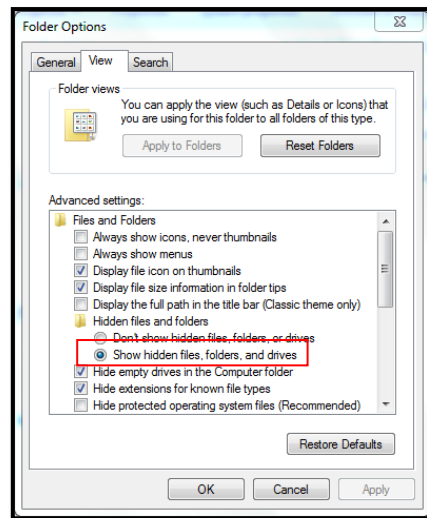 Folder Options
General View Search
Folder views
You can apply the view (such as Details or Icons) that
you are using for this folder to all folders of this type.
Apply to Folders Reset Folders
Advanced settings:
Files and Folders
Always show icons, never thumbnails
Always show menus
Display file icon on thumbnails
Display file size information in folder tips
Display the full path in the title bar (Classic theme only)
Hidden files and folders
Don't show hidden files, folders, or drives
Show hidden files, folders, and drives
Hide empty drives in the Computer folder
Hide extensions for known file types
Hide protected operating system files (Recommended)
Restore Defaults
OK Cancel Apply